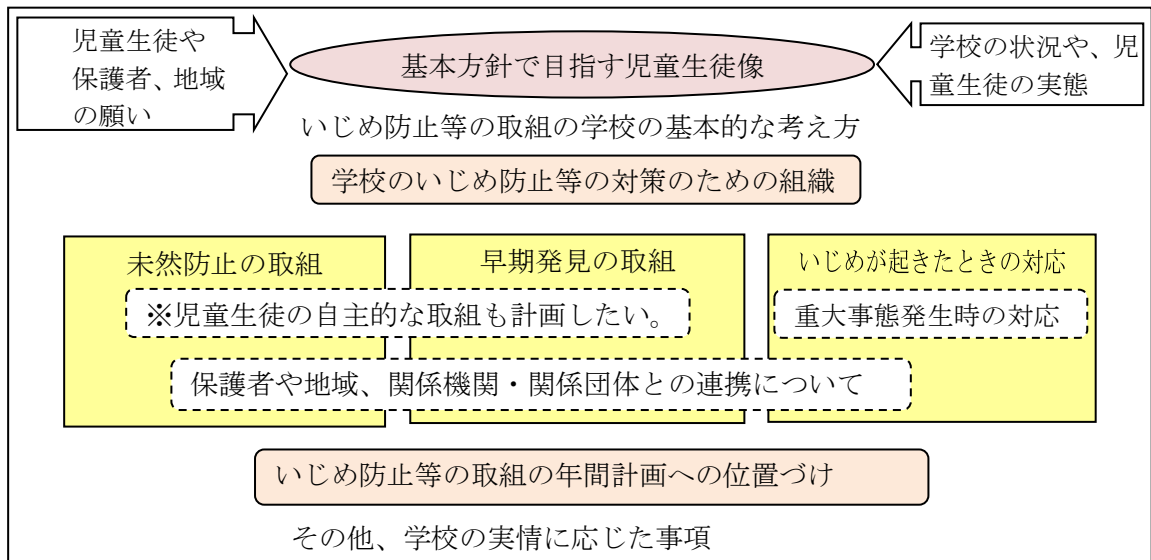 児童生徒や
保護者、地域
の願い
基本方針で目指す児童生徒像
学校の状況や、児
童生徒の実態
いじめ防止等の取組の学校の基本的な考え方
学校のいじめ防止等の対策のための組織
未然防止の取組
早期発見の取組
いじめが起きたときの対応
※児童生徒の自主的な取組も計画したい。
重大事態発生時の対応
保護者や地域、関係機関・関係団体との連携について
いじめ防止等の取組の年間計画への位置づけ
その他、学校の実情に応じた事項